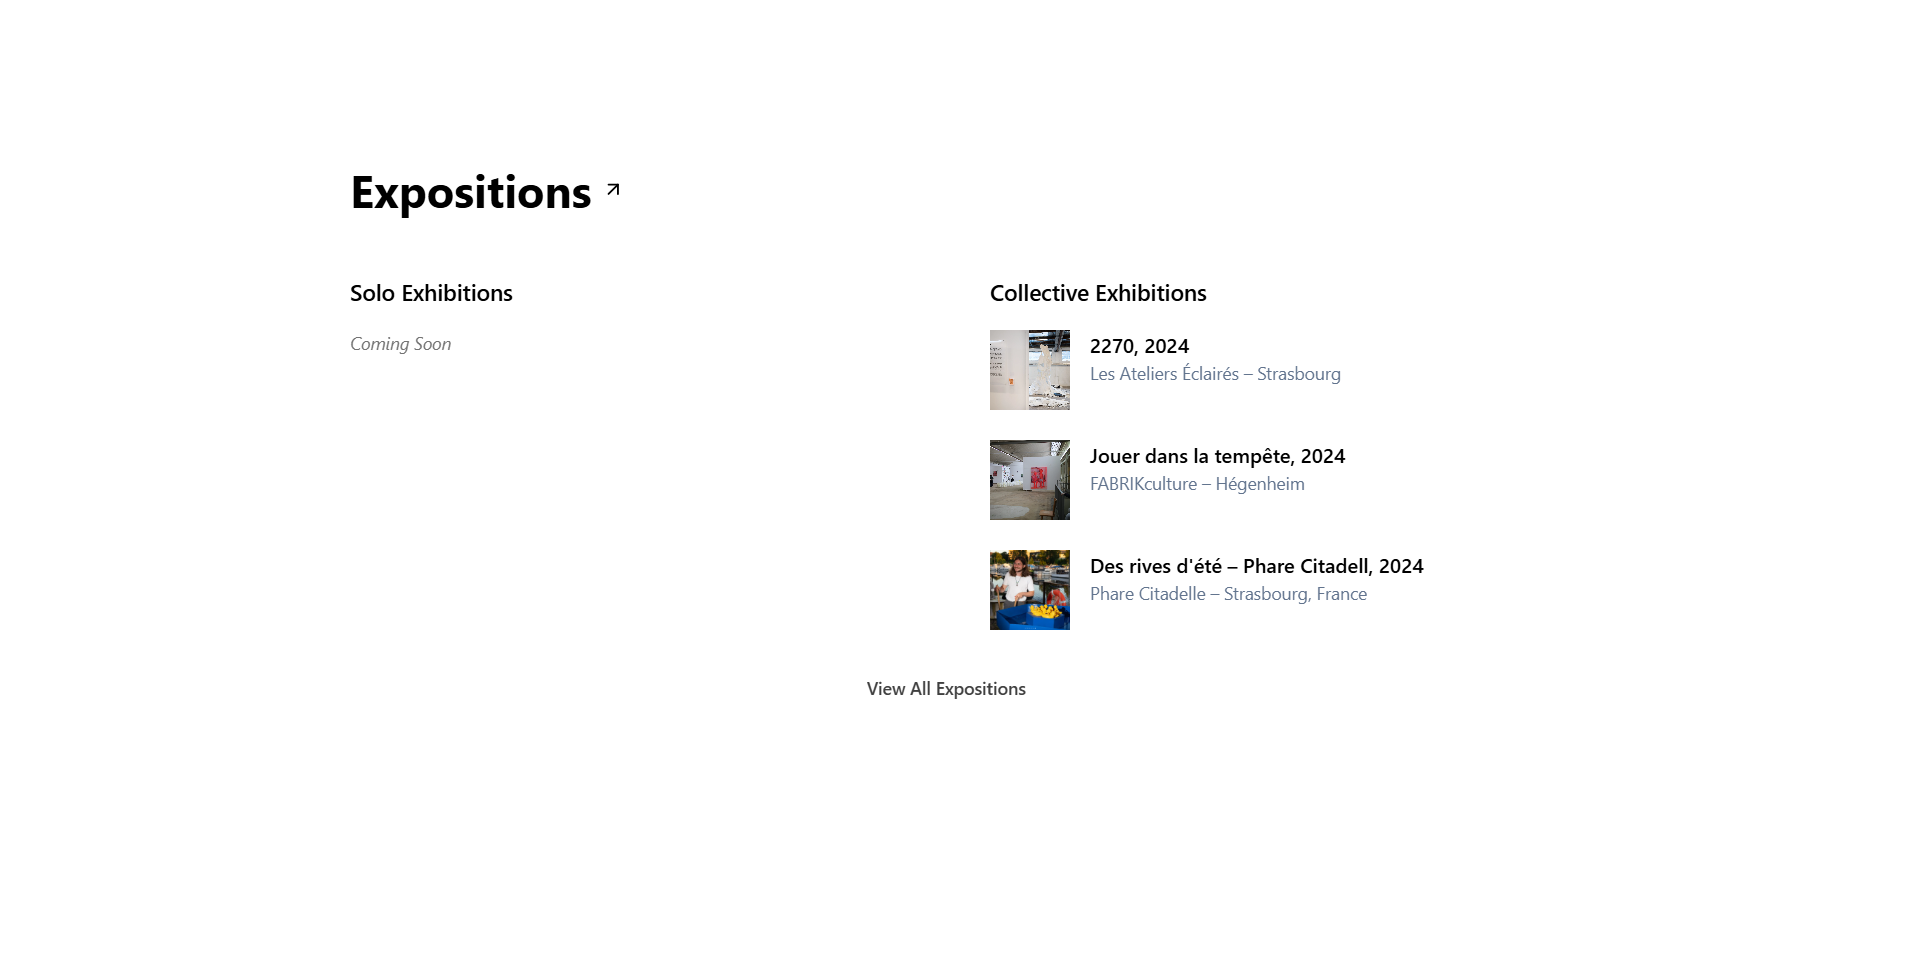 Expositions
Solo Exhibitions
Coming Soon
Collective Exhibitions
2270, 2024
Les Ateliers Éclairés – Strasbourg
Jouer dans la tempête, 2024
FABRIKculture – Hégenheim
Des rives d'été – Phare Citadell, 2024
Phare Citadelle – Strasbourg, France
View All Expositions